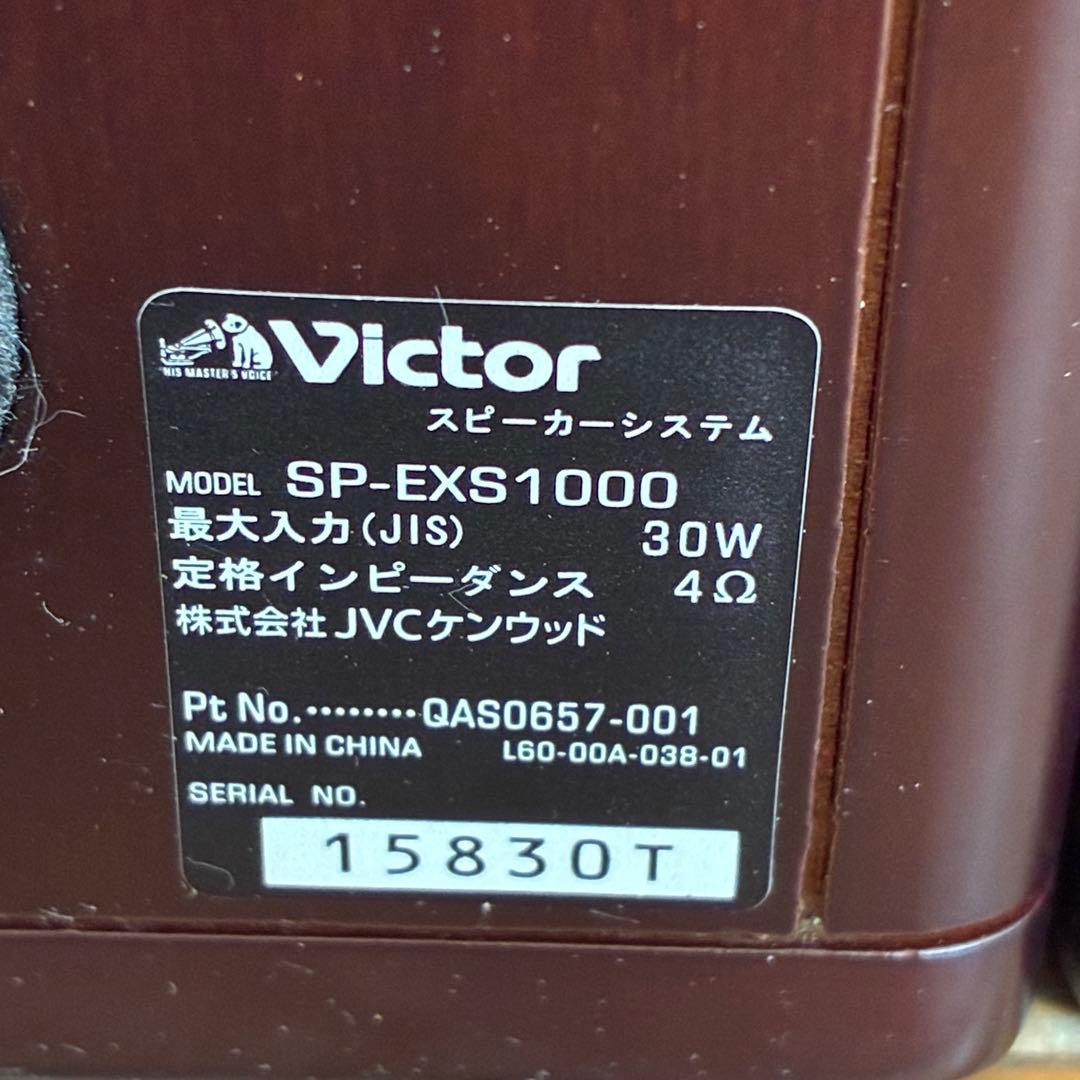 HIS MASTER'S VOICE
Victor
スピーカーシステム
MODEL SP-EXS1000
最大入力(JIS) 30W
定格インピーダンス 4Ω
株式会社JVCケンウッド
Pt No.········QAS0657-001
MADE IN CHINA L60-00A-038-01
SERIAL NO.
15830T